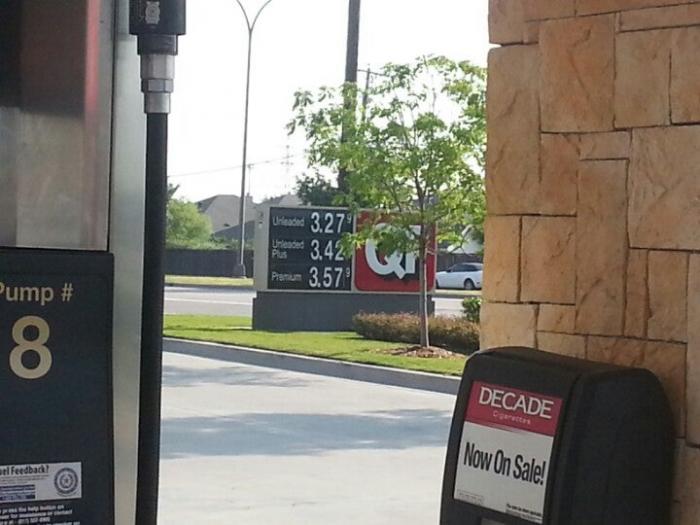 Unleaded 3.27 9
Unleaded Plus 3.42
Premium 3.57 9
QT
Pump #
8
DECADE
Cigarettes
Now On Sale!
uel Feedback?